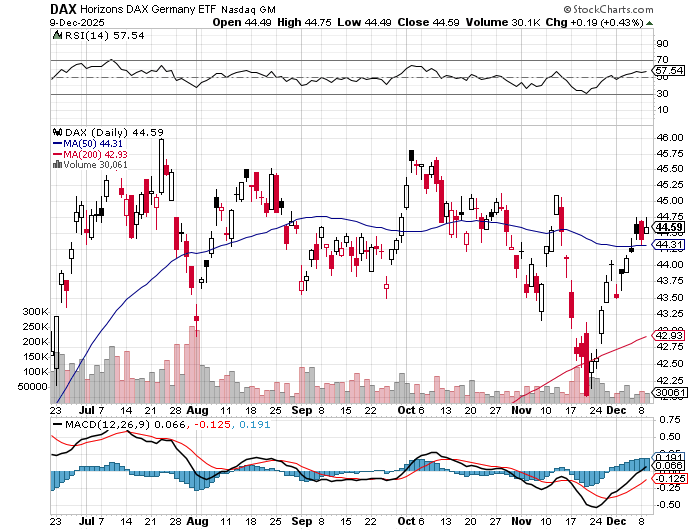 DAX Horizons DAX Germany ETF Nasdaq GM © StockCharts.com
9-Dec-2025 Open 44.49 High 44.75 Low 44.49 Close 44.59 Volume 30.1K Chg +0.19 (+0.43%)
RSI(14) 57.54
90
70
57.54
50
30
10
DAX (Daily) 44.59
MA(50) 44.31
MA(200) 42.93
Volume 30,061
46.00
45.75
45.50
45.25
45.00
44.75
44.59
44.31
44.00
43.75
43.50
43.25
42.93
42.75
42.50
42.25
300K
250K
200K
150K
100K
50000
30061
23 Jul 7 14 21 28 Aug 11 18 25 Sep 8 15 22 Oct 13 20 27 Nov 10 17 24 Dec 8
MACD(12,26,9) 0.066, -0.125, 0.191
0.75
0.50
0.191
0.066
-0.125
-0.25
-0.50
23 Jul 7 14 21 28 Aug 11 18 25 Sep 8 15 22 Oct 13 20 27 Nov 10 17 24 Dec 8